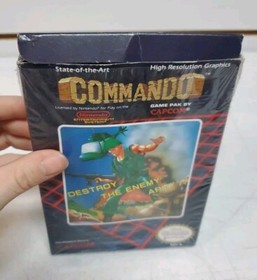 State-of-the-Art
High Resolution Graphics
COMMANDO
Licensed by Nintendo for Play on the
Nintendo
ENTERTAINMENT
SYSTEM
GAME PAK BY
CAPCOM
DESTROY THE ENEMY